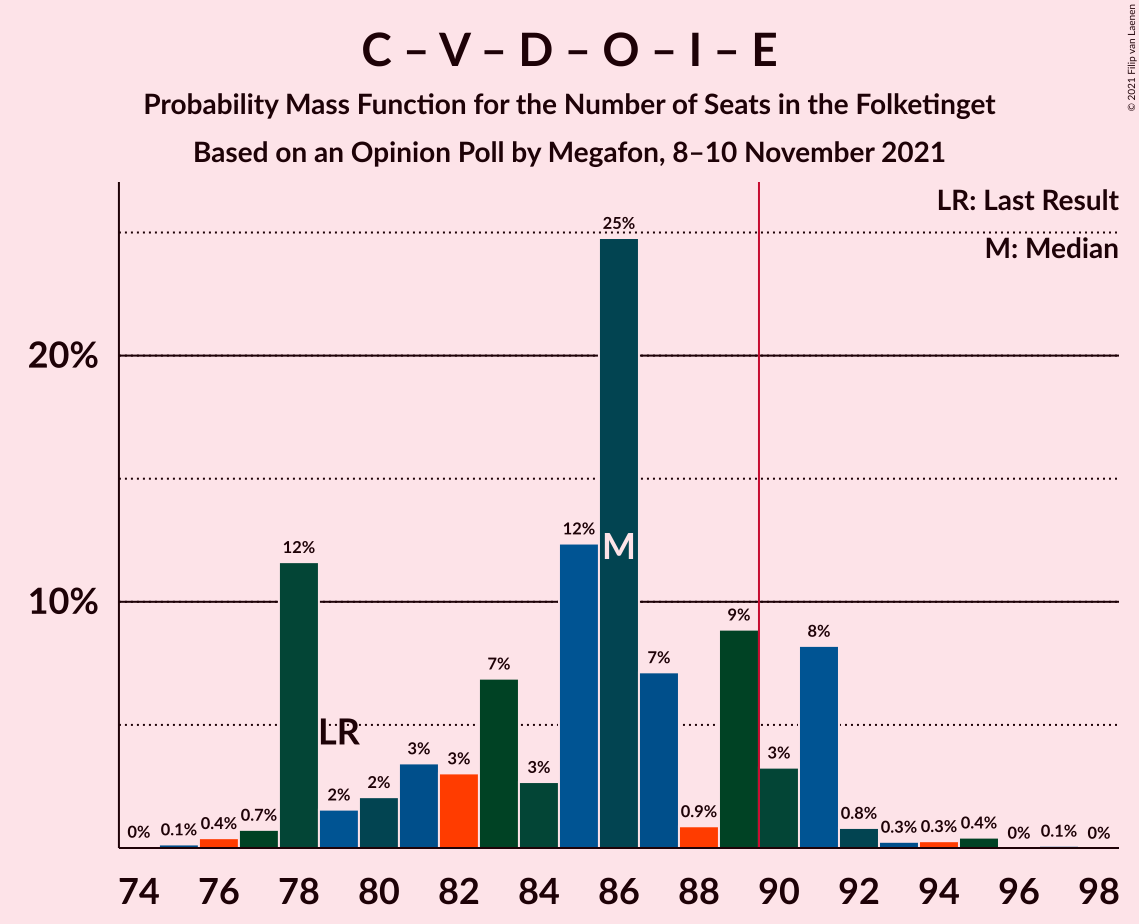 C – V – D – O – I – E
Probability Mass Function for the Number of Seats in the Folketinget
Based on an Opinion Poll by Megafon, 8–10 November 2021
© 2021 Filip van Laenen
LR: Last Result
M: Median
20%
10%
0% 0.1% 0.4% 0.7% 12% 2% 2% 3% 3% 7% 3% 12% 25% 7% 0.9% 9% 3% 8% 0.8% 0.3% 0.3% 0.4% 0% 0.1% 0%
LR
M
74 76 78 80 82 84 86 88 90 92 94 96 98